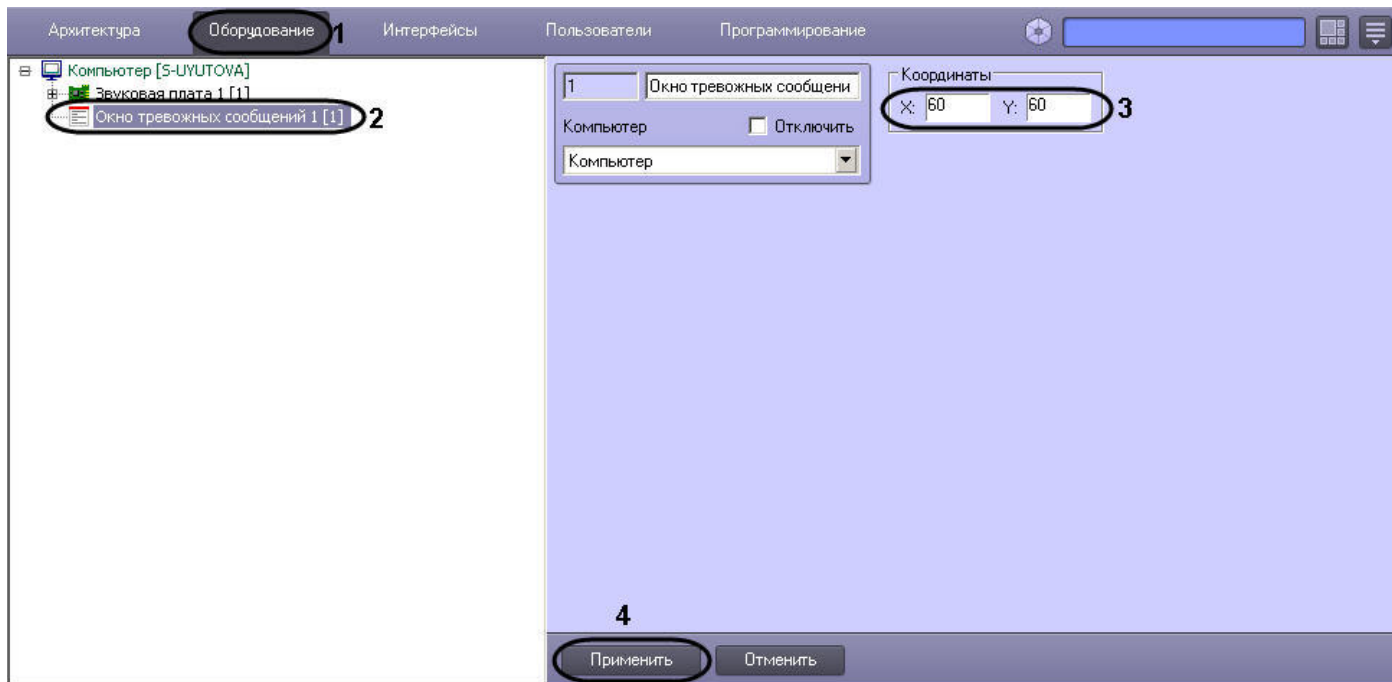 Архитектура Оборудование 1 Интерфейсы Пользователи Программирование
Компьютер [S-UYUTOVA]
Звуковая плата 1 [1]
Окно тревожных сообщений 1 [1] 2
1 Окно тревожных сообщени
Компьютер Отключить
Компьютер
Координаты
X: 60 Y: 60 3
4
Применить Отменить